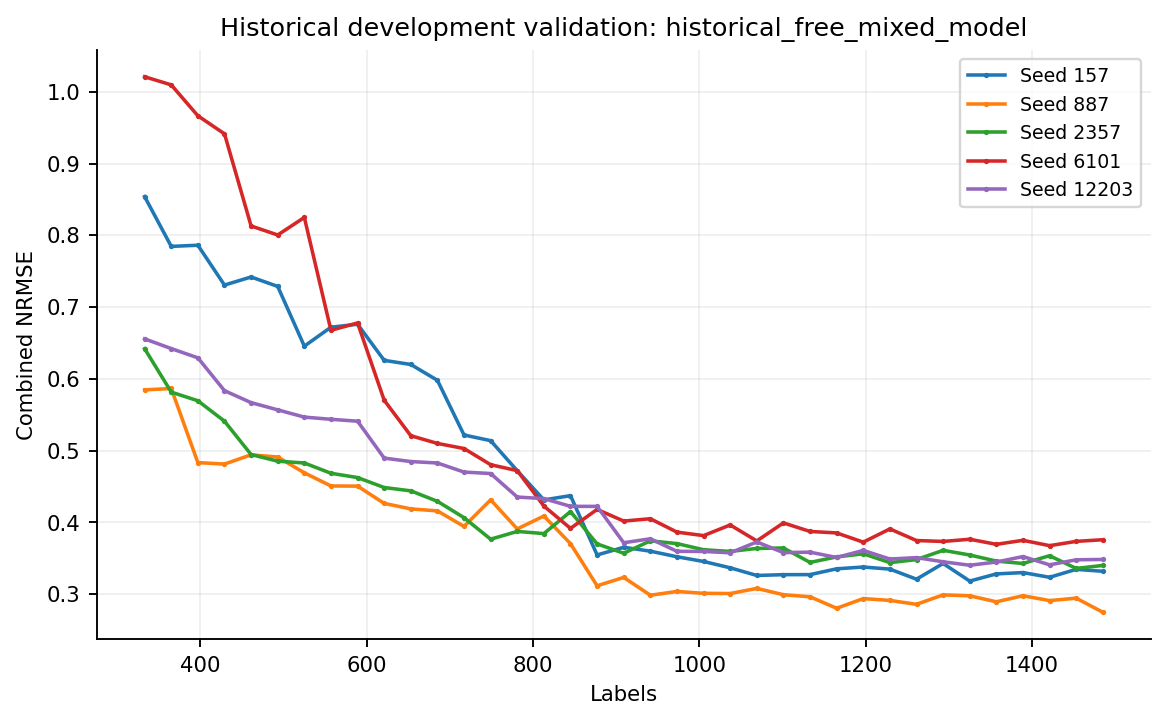 Historical development validation: historical_free_mixed_model
Combined NRMSE
1.0
0.9
0.8
0.7
0.6
0.5
0.4
0.3
Seed 157
Seed 887
Seed 2357
Seed 6101
Seed 12203
400 600 800 1000 1200 1400
Labels